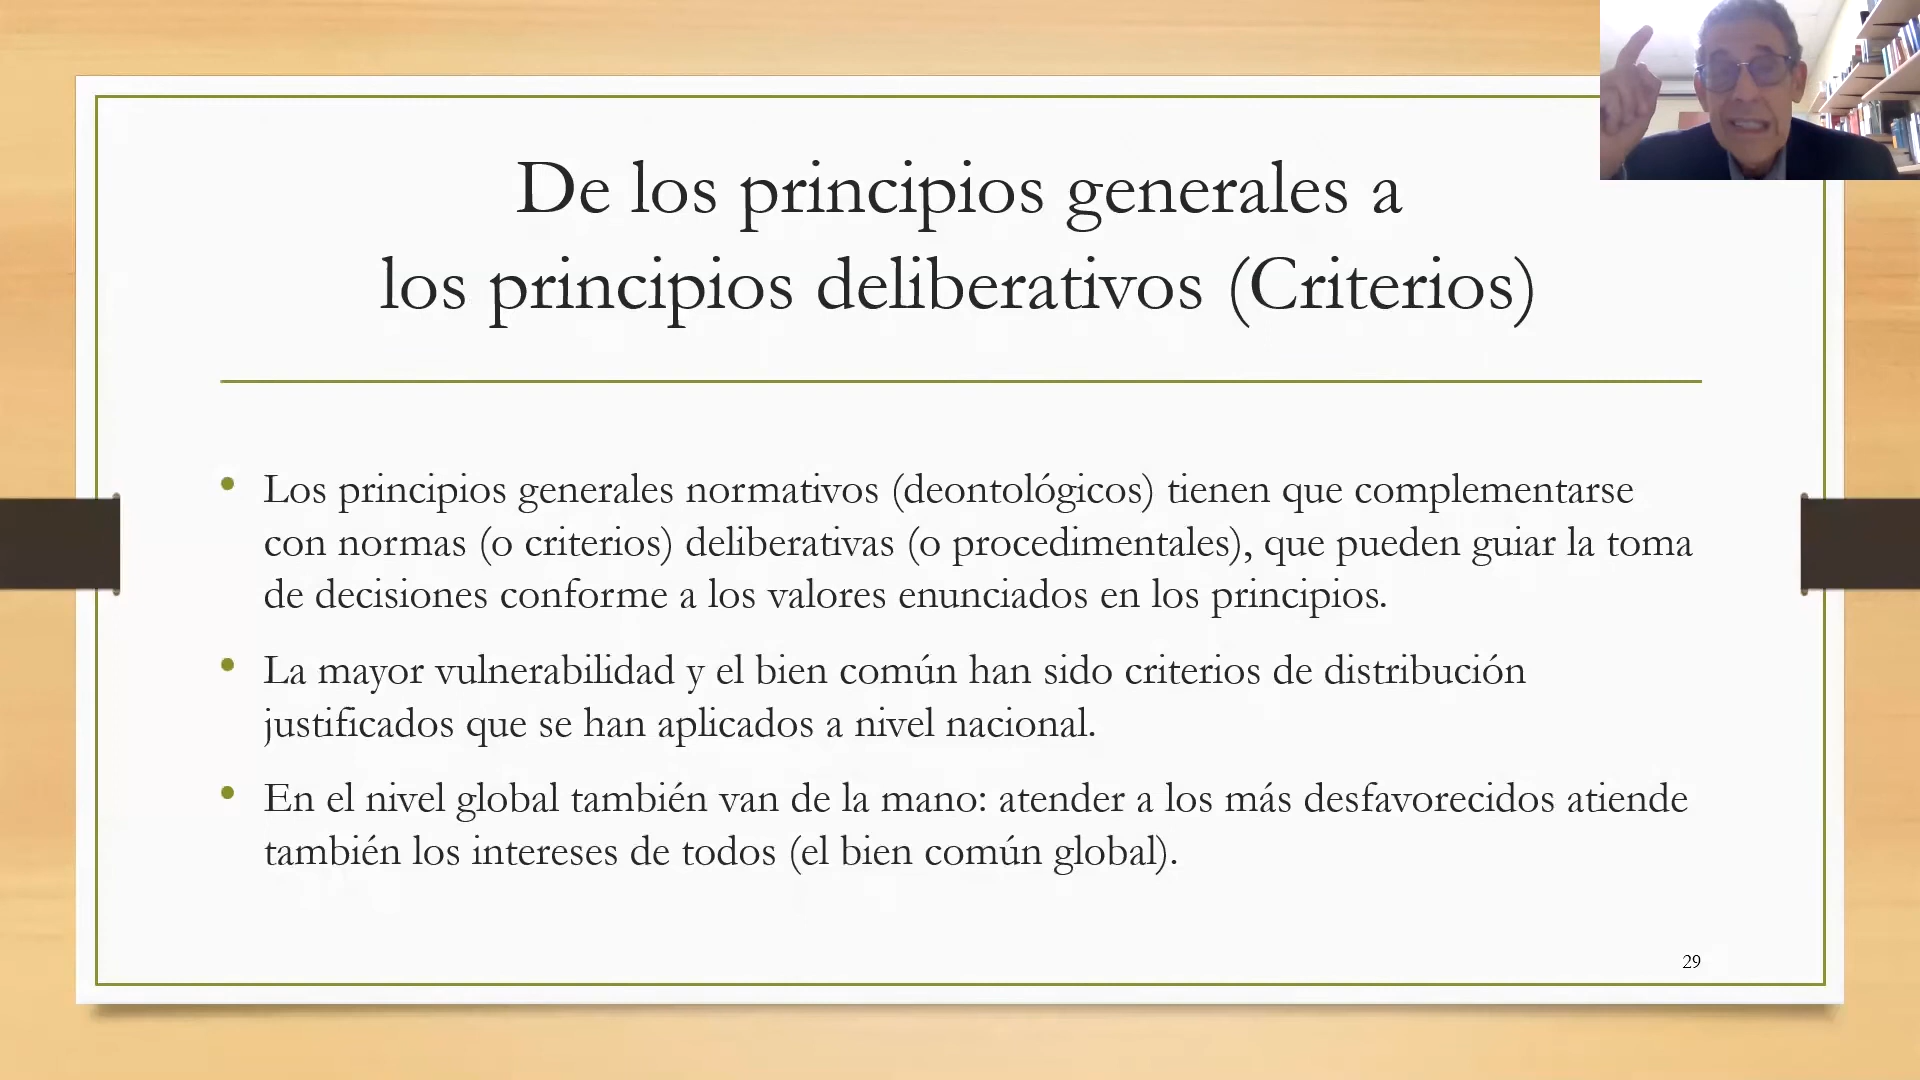 De los principios generales a
los principios deliberativos (Criterios)
• Los principios generales normativos (deontológicos) tienen que complementarse
con normas (o criterios) deliberativas (o procedimentales), que pueden guiar la toma
de decisiones conforme a los valores enunciados en los principios.
• La mayor vulnerabilidad y el bien común han sido criterios de distribución
justificados que se han aplicados a nivel nacional.
• En el nivel global también van de la mano: atender a los más desfavorecidos atiende
también los intereses de todos (el bien común global).
29